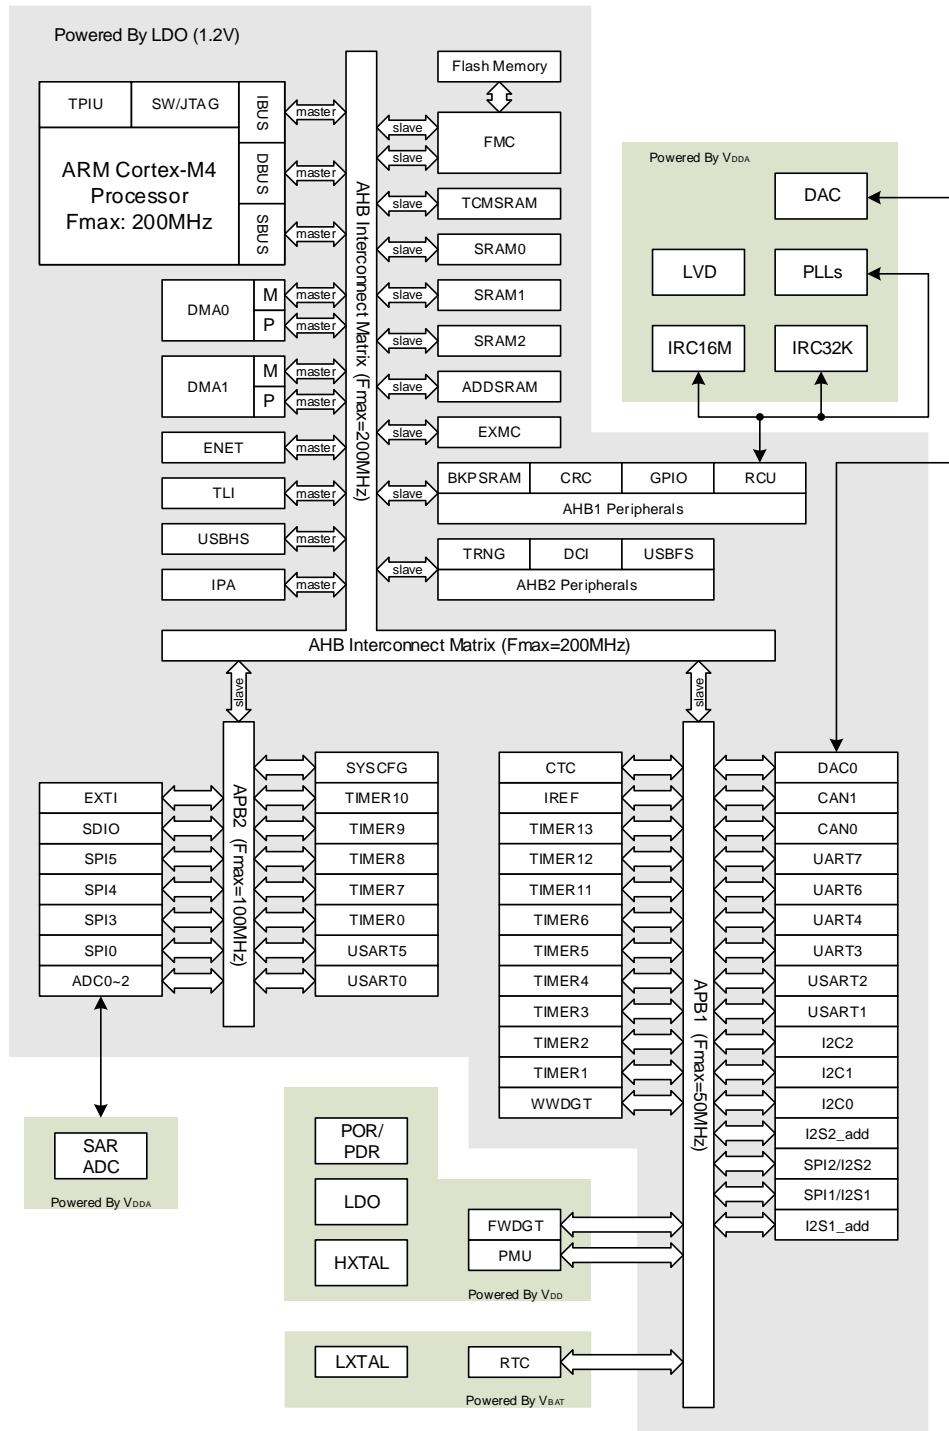 Powered By LDO (1.2V)
TPIU
SW/JTAG
IBUS
DBUS
SBUS
ARM Cortex-M4
Processor
Fmax: 200MHz
master
master
master
DMA0
M
P
master
master
DMA1
M
P
master
master
ENET
master
TLI
master
USBHS
master
IPA
master
AHB Interconnect Matrix (Fmax=200MHz)
Flash Memory
FMC
slave
slave
slave
TCMSRAM
slave
SRAM0
slave
SRAM1
slave
SRAM2
slave
ADDSRAM
slave
EXMC
slave
BKPSRAM
CRC
GPIO
RCU
AHB1 Peripherals
slave
TRNG
DCI
USBFS
AHB2 Peripherals
Powered By VDDA
DAC
LVD
PLLs
IRC16M
IRC32K
AHB Interconnect Matrix (Fmax=200MHz)
slave
slave
APB2 (Fmax=100MHz)
EXTI
SDIO
SPI5
SPI4
SPI3
SPI0
ADC0~2
SYSCFG
TIMER10
TIMER9
TIMER8
TIMER7
TIMER0
USART5
USART0
CTC
IREF
TIMER13
TIMER12
TIMER11
TIMER6
TIMER5
TIMER4
TIMER3
TIMER2
TIMER1
WWDGT
APB1 (Fmax=50MHz)
DAC0
CAN1
CAN0
UART7
UART6
UART4
UART3
USART2
USART1
I2C2
I2C1
I2C0
I2S2_add
SPI2/I2S2
SPI1/I2S1
I2S1_add
SAR
ADC
Powered By VDDA
POR/
PDR
LDO
HXTAL
FWDGT
PMU
Powered By VDD
LXTAL
RTC
Powered By VBAT